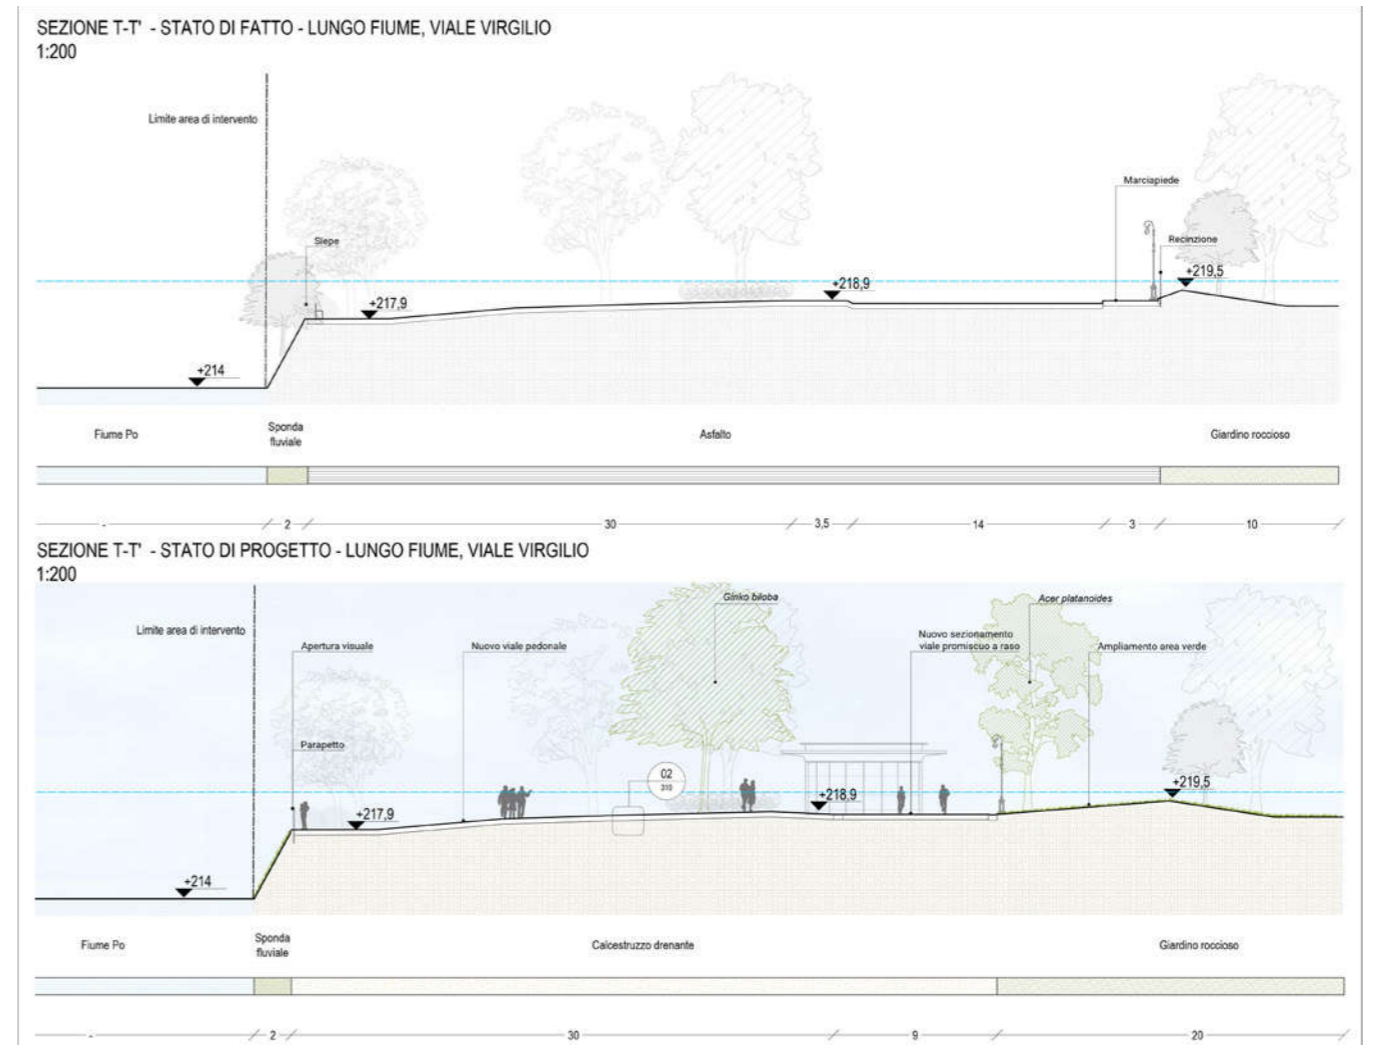 SEZIONE T-T' - STATO DI FATTO - LUNGO FIUME, VIALE VIRGILIO
1:200
Limite area di intervento
Marciapiede
Siepe
Recinzione
+219,5
+218,9
+217,9
+214
Fiume Po
Sponda
fluviale
Asfalto
Giardino roccioso
- 2 30 3,5 14 3 10
SEZIONE T-T' - STATO DI PROGETTO - LUNGO FIUME, VIALE VIRGILIO
1:200
Ginko biloba
Acer platanoides
Limite area di intervento
Apertura visuale
Nuovo viale pedonale
Nuovo sezionamento
viale promiscuo a raso
Ampliamento area verde
Parapetto
02
310
+219,5
+218,9
+217,9
+214
Fiume Po
Sponda
fluviale
Calcestruzzo drenante
Giardino roccioso
- 2 30 9 20